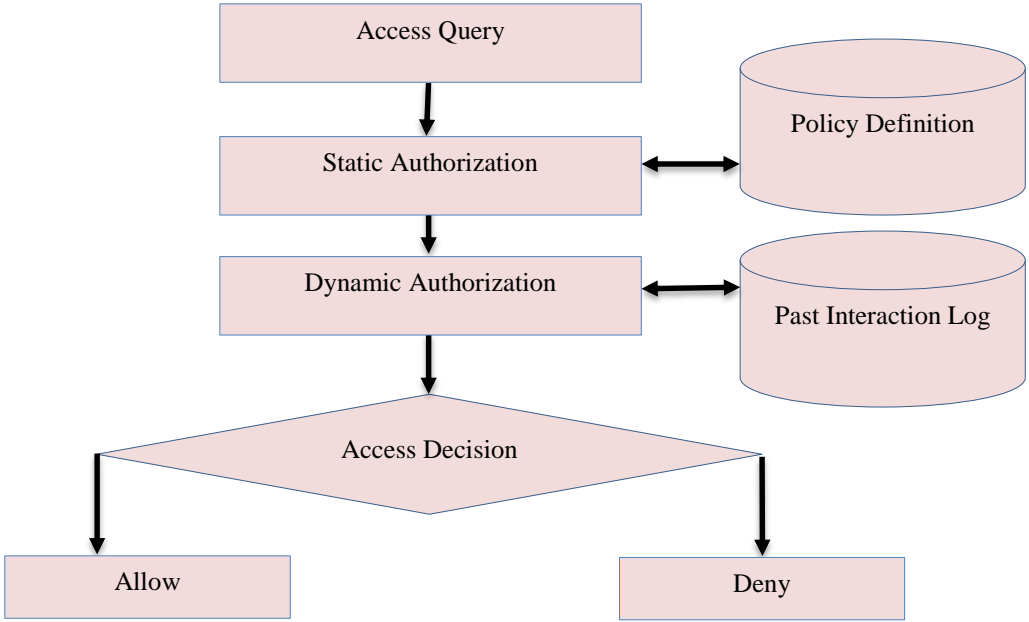 Access Query
Policy Definition
Static Authorization
Dynamic Authorization
Past Interaction Log
Access Decision
Allow
Deny